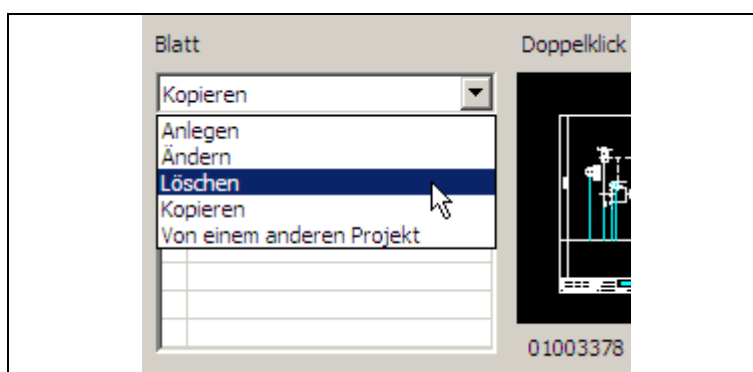 Blatt
Doppelklick
Kopieren
Anlegen
Ändern
Löschen
Kopieren
Von einem anderen Projekt
01003378